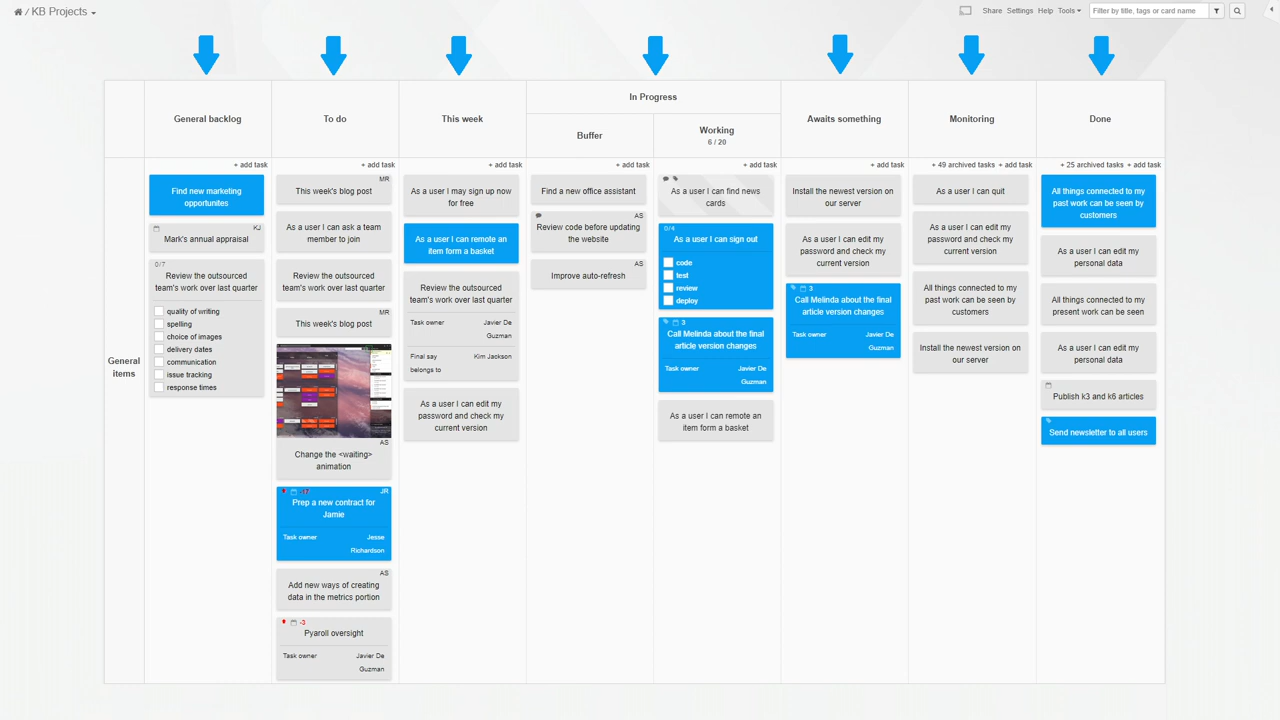 / KB Projects
Share Settings Help Tools Filter by title, tags or card name
General backlog
To do
This week
In Progress
Buffer
Working
6 / 20
Awaits something
Monitoring
Done
General
items
+ add task
Find new marketing
opportunites
KJ
Mark's annual appraisal
0/7
Review the outsourced
team's work over last quarter
quality of writing
spelling
choice of images
delivery dates
communication
issue tracking
response times
+ add task
MR
This week's blog post
As a user I can ask a team
member to join
Review the outsourced
team's work over last quarter
MR
This week's blog post
AS
Change the <waiting>
animation
-17 JR
Prep a new contract for
Jamie
Task owner Jesse
Richardson
AS
Add new ways of creating
data in the metrics portion
-3
Pyaroll oversight
Task owner Javier De
Guzman
+ add task
As a user I may sign up now
for free
As a user I can remote an
item form a basket
Review the outsourced
team's work over last quarter
Task owner Javier De
Guzman
Final say Kim Jackson
belongs to
As a user I can edit my
password and check my
current version
+ add task
Find a new office assistant
AS
Review code before updating
the website
AS
Improve auto-refresh
+ add task
As a user I can find news
cards
0/4
As a user I can sign out
code
test
review
deploy
3
Call Melinda about the final
article version changes
Task owner Javier De
Guzman
As a user I can remote an
item form a basket
+ add task
Install the newest version on
our server
As a user I can edit my
password and check my
current version
3
Call Melinda about the final
article version changes
Task owner Javier De
Guzman
+ 49 archived tasks + add task
As a user I can quit
As a user I can edit my
password and check my
current version
All things connected to my
past work can be seen by
customers
Install the newest version on
our server
+ 25 archived tasks + add task
All things connected to my
past work can be seen by
customers
As a user I can edit my
personal data
All things connected to my
present work can be seen
As a user I can edit my
personal data
Publish k3 and k6 articles
Send newsletter to all users